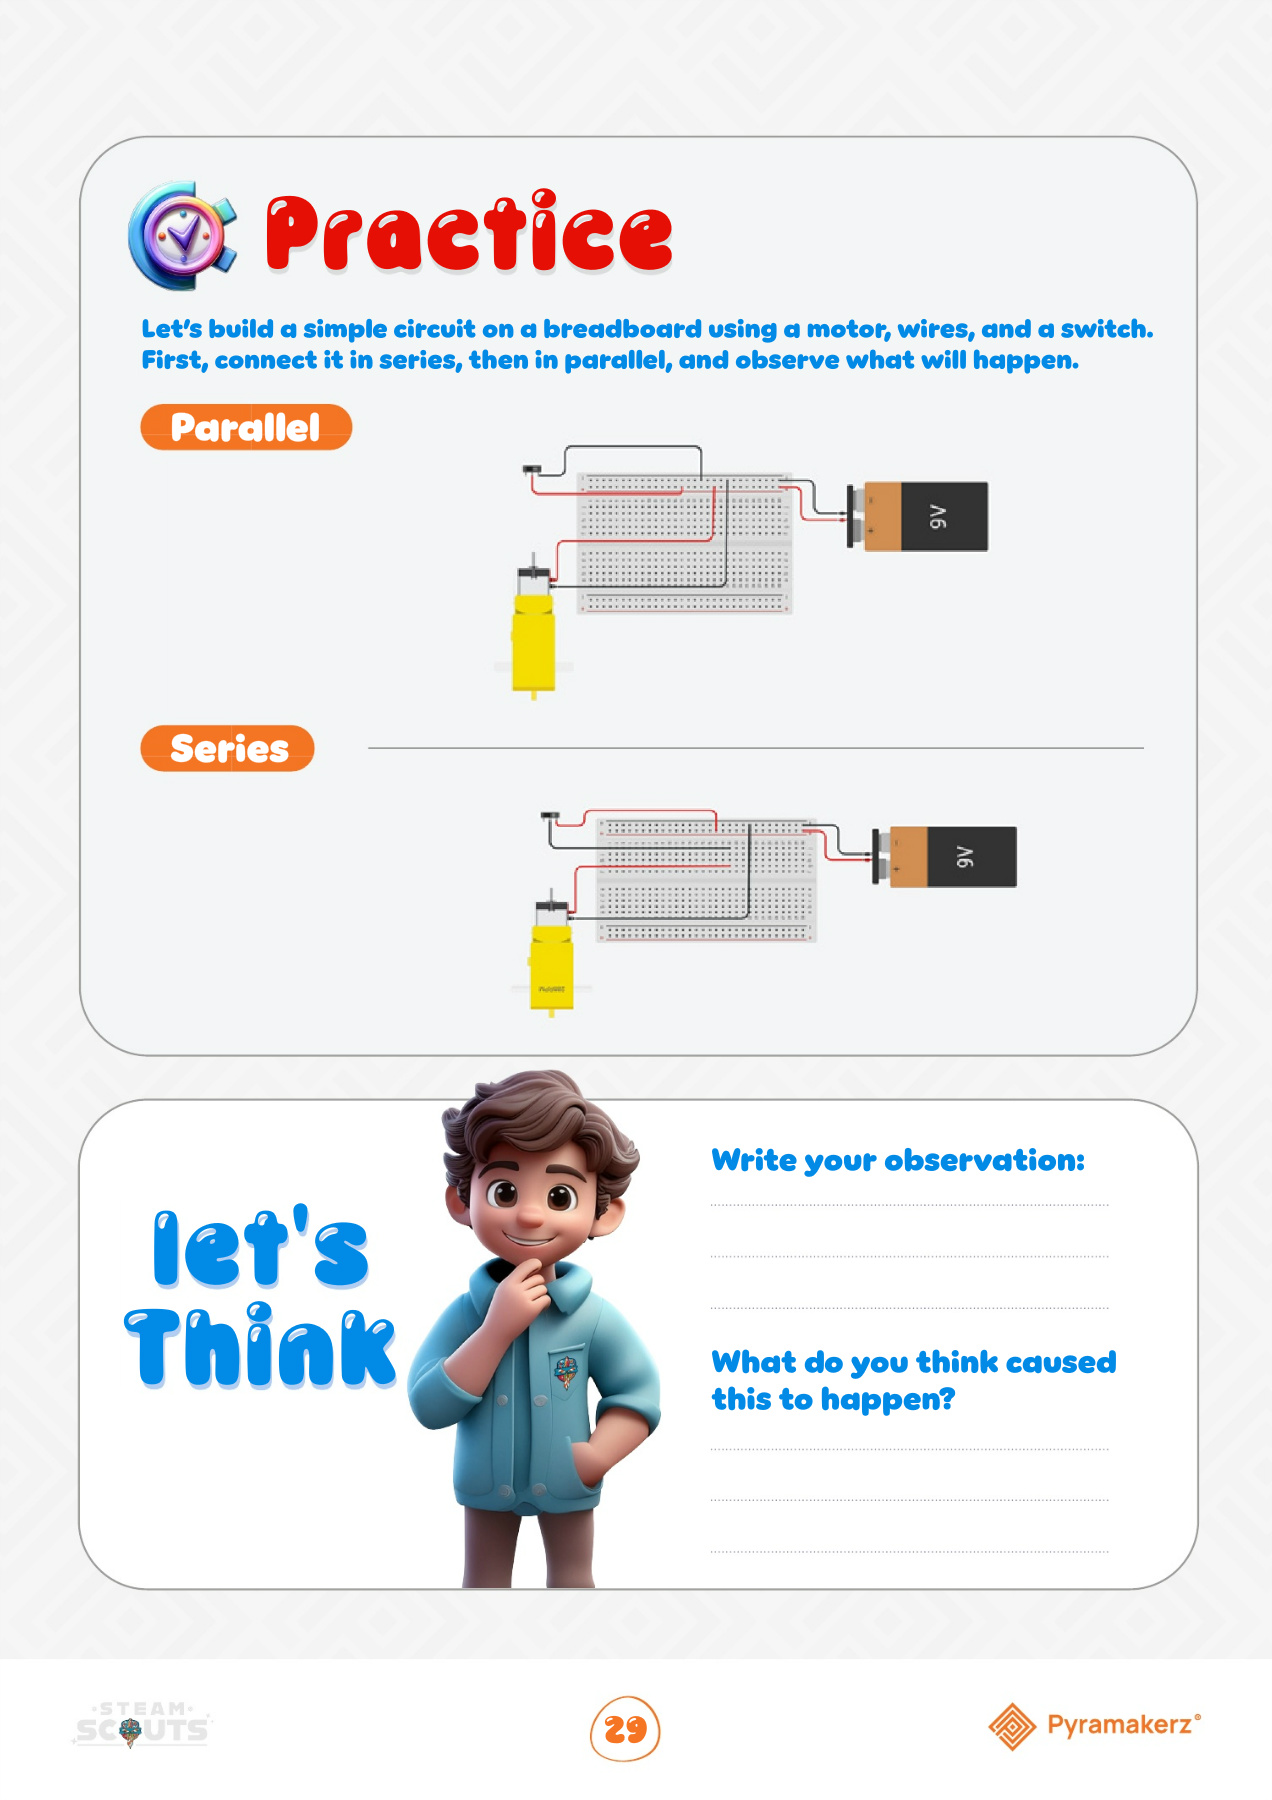 Practice
Let's build a simple circuit on a breadboard using a motor, wires, and a switch.
First, connect it in series, then in parallel, and observe what will happen.
Parallel
9V
Series
9V
let's
Think
Write your observation:
What do you think caused
this to happen?
STEAM
SCOUTS
29
Pyramakerz®